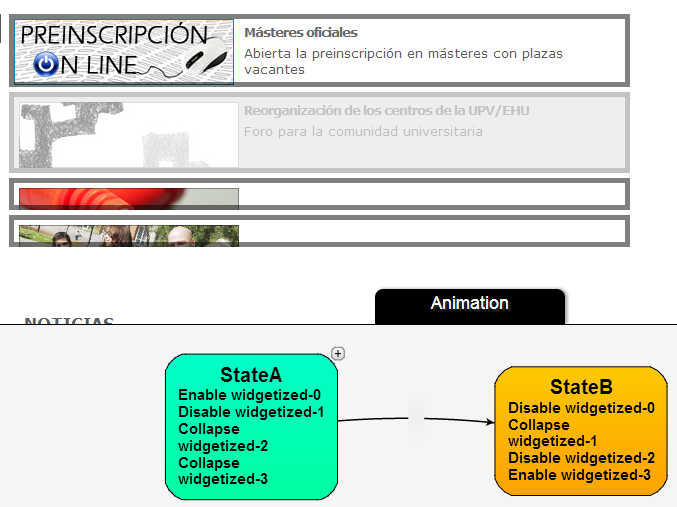 PREINSCRIPCIÓN
ON LINE
Másteres oficiales
Abierta la preinscripción en másteres con plazas
vacantes
Reorganización de los centros de la UPV/EHU
Foro para la comunidad universitaria
NOTICIAS
Animation
StateA
Enable widgetized-0
Disable widgetized-1
Collapse
widgetized-2
Collapse
widgetized-3
StateB
Disable widgetized-0
Collapse
widgetized-1
Disable widgetized-2
Enable widgetized-3